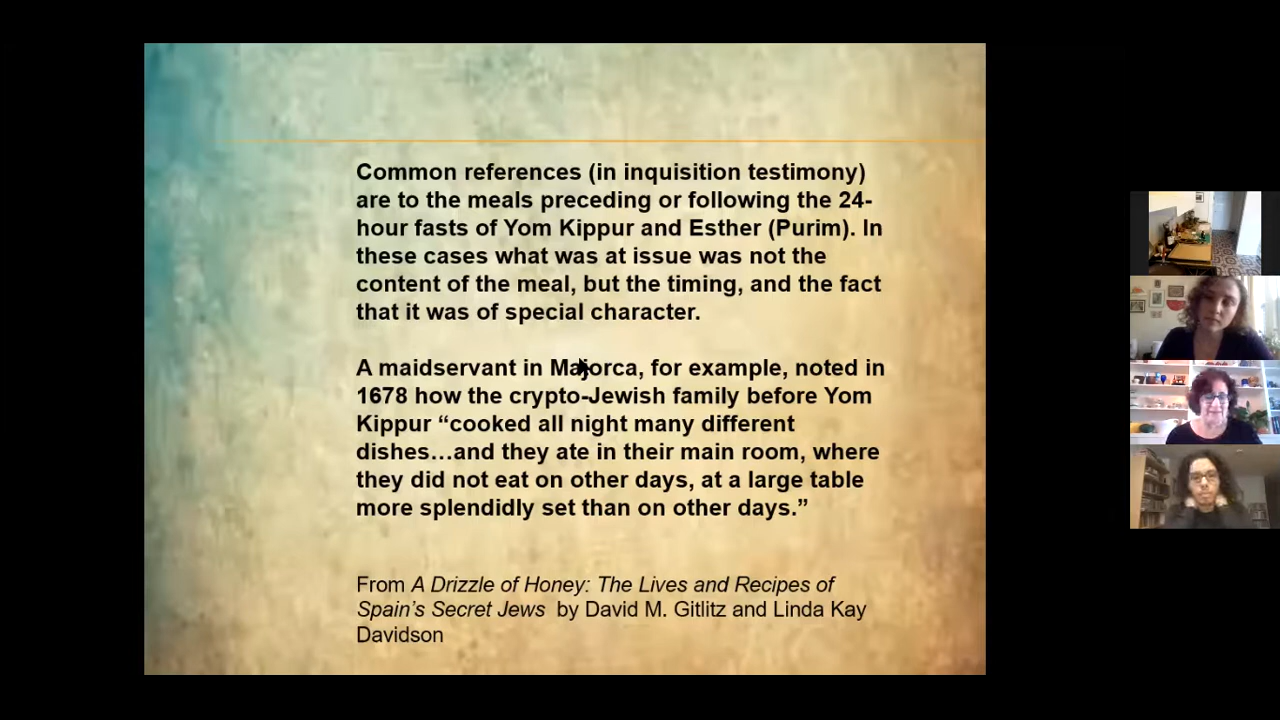 Common references (in inquisition testimony)
are to the meals preceding or following the 24-
hour fasts of Yom Kippur and Esther (Purim). In
these cases what was at issue was not the
content of the meal, but the timing, and the fact
that it was of special character.
A maidservant in Majorca, for example, noted in
1678 how the crypto-Jewish family before Yom
Kippur “cooked all night many different
dishes…and they ate in their main room, where
they did not eat on other days, at a large table
more splendidly set than on other days.”
From A Drizzle of Honey: The Lives and Recipes of
Spain’s Secret Jews by David M. Gitlitz and Linda Kay
Davidson